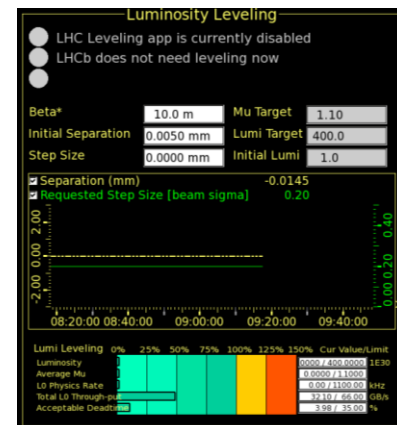 Luminosity Leveling
LHC Leveling app is currently disabled
LHCb does not need leveling now
Beta* 10.0 m Mu Target 1.10
Initial Separation 0.0050 mm Lumi Target 400.0
Step Size 0.0000 mm Initial Lumi 1.0
Separation (mm) -0.0145
Requested Step Size [beam sigma] 0.20
2.00 0.40
0.00 0.20
-2.00 0.00
08:20:00 08:40:00 09:00:00 09:20:00 09:40:00
Lumi Leveling 0% 25% 50% 75% 100% 125% 150% Cur Value/Limit
Luminosity 0000 / 400.0000 1E30
Average Mu 0.0000 / 1.1000
L0 Physics Rate 0.00 / 1100.00 kHz
Total L0 Through-put 32.10 / 66.00 GB/s
Acceptable Deadtime 3.98 / 35.00 %